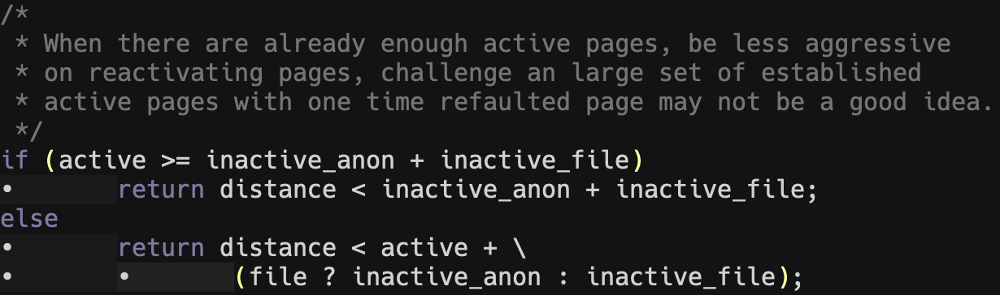 /*
 * When there are already enough active pages, be less aggressive
 * on reactivating pages, challenge an large set of established
 * active pages with one time refaulted page may not be a good idea.
 */
if (active >= inactive_anon + inactive_file)
•       return distance < inactive_anon + inactive_file;
else
•       return distance < active + \
•       •       (file ? inactive_anon : inactive_file);